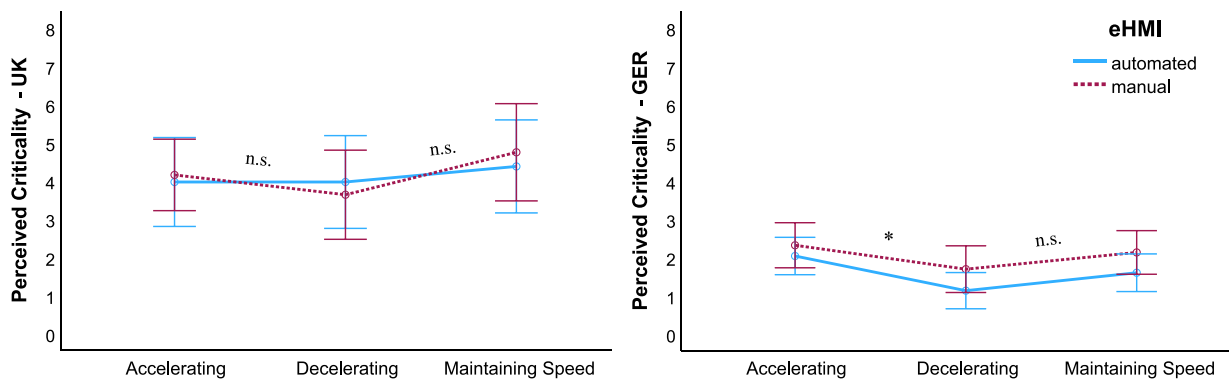 Perceived Criticality - UK
8
7
6
5
4
3
2
1
0
n.s.
n.s.
Accelerating
Decelerating
Maintaining Speed
Perceived Criticality - GER
8
7
6
5
4
3
2
1
0
eHMI
automated
manual
*
n.s.
Accelerating
Decelerating
Maintaining Speed